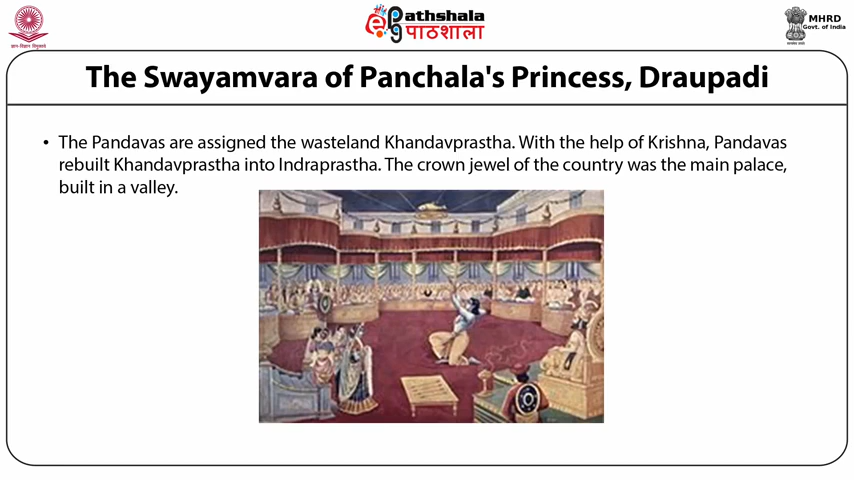 Pathshala
पाठशाला
MHRD
Govt. of India
The Swayamvara of Panchala's Princess, Draupadi
• The Pandavas are assigned the wasteland Khandavprastha. With the help of Krishna, Pandavas
rebuilt Khandavprastha into Indraprastha. The crown jewel of the country was the main palace,
built in a valley.